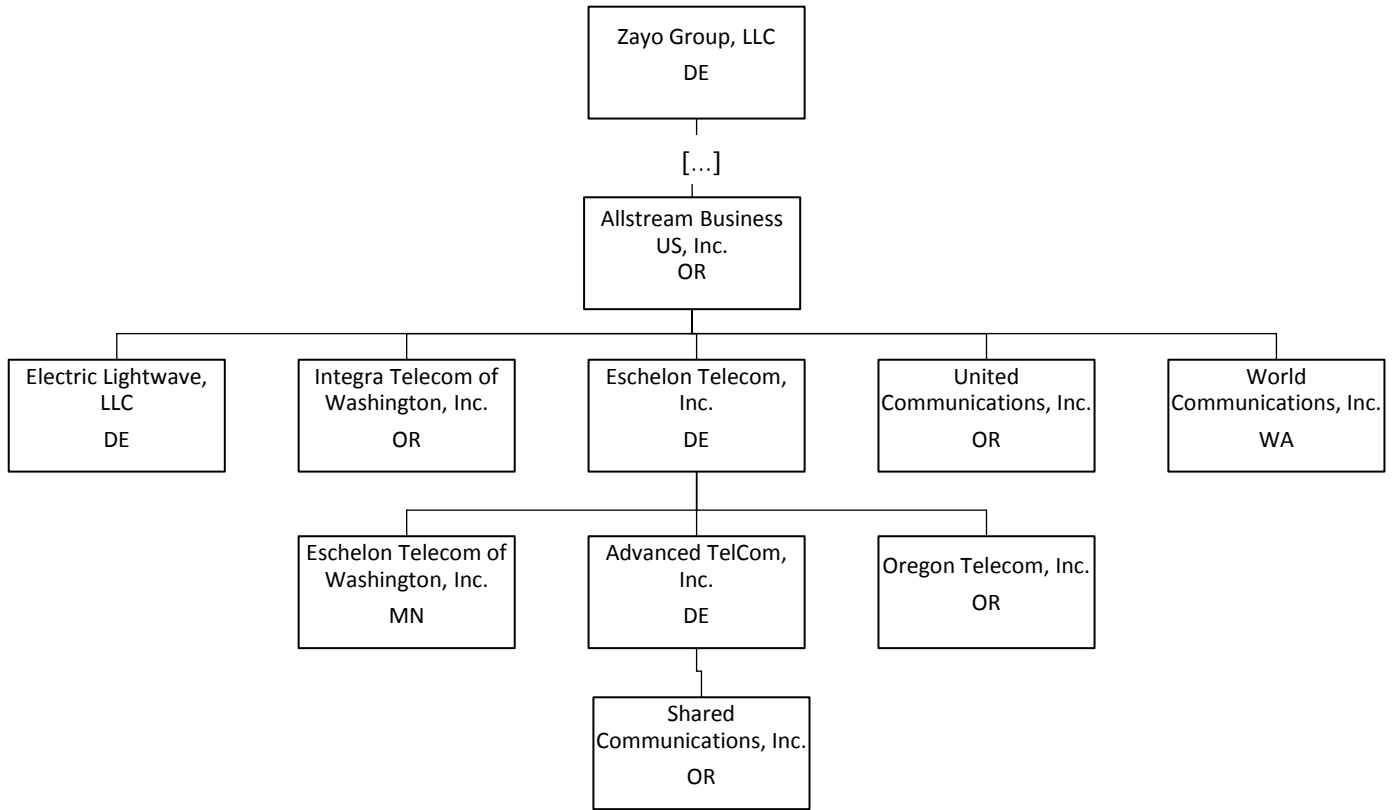 Zayo Group, LLC
DE
[...]
Allstream Business
US, Inc.
OR
Electric Lightwave,
LLC
DE
Integra Telecom of
Washington, Inc.
OR
Eschelon Telecom,
Inc.
DE
United
Communications, Inc.
OR
World
Communications, Inc.
WA
Eschelon Telecom of
Washington, Inc.
MN
Advanced TelCom,
Inc.
DE
Oregon Telecom, Inc.
OR
Shared
Communications, Inc.
OR